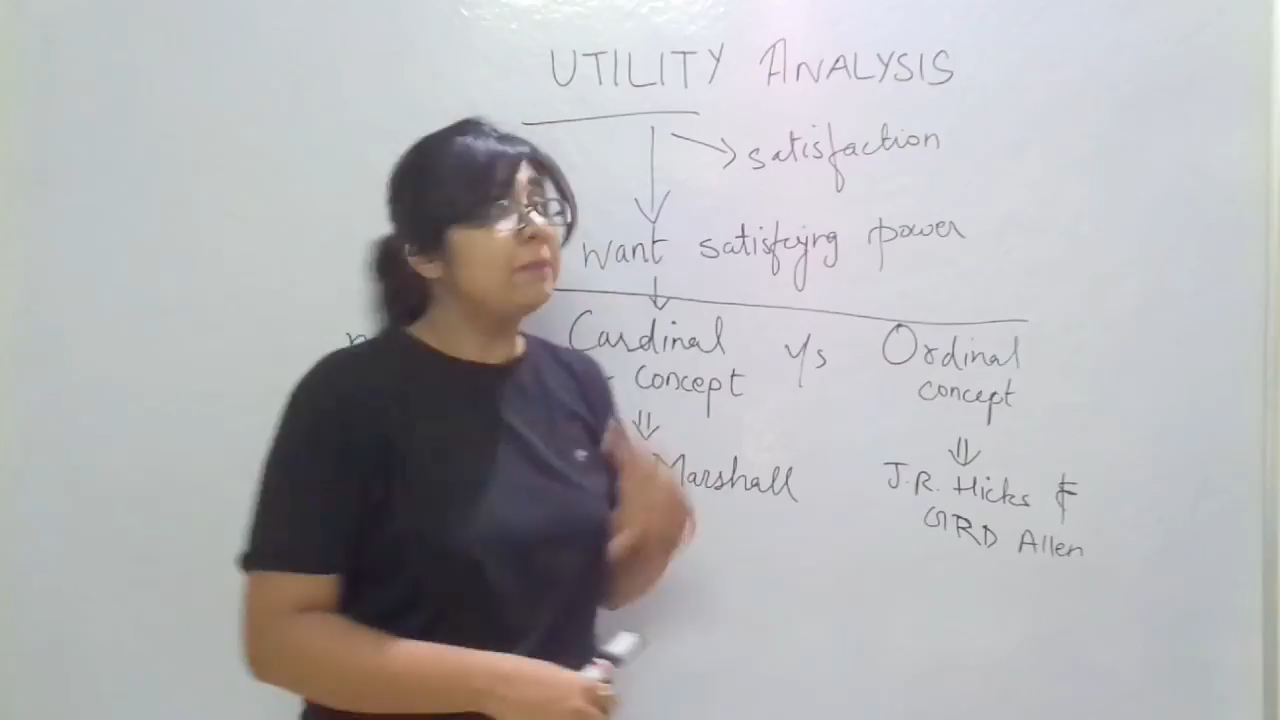 UTILITY ANALYSIS
satisfaction
want satisfying power
Cardinal Vs Ordinal
concept concept
Marshall J.R. Hicks &
GRD Allen